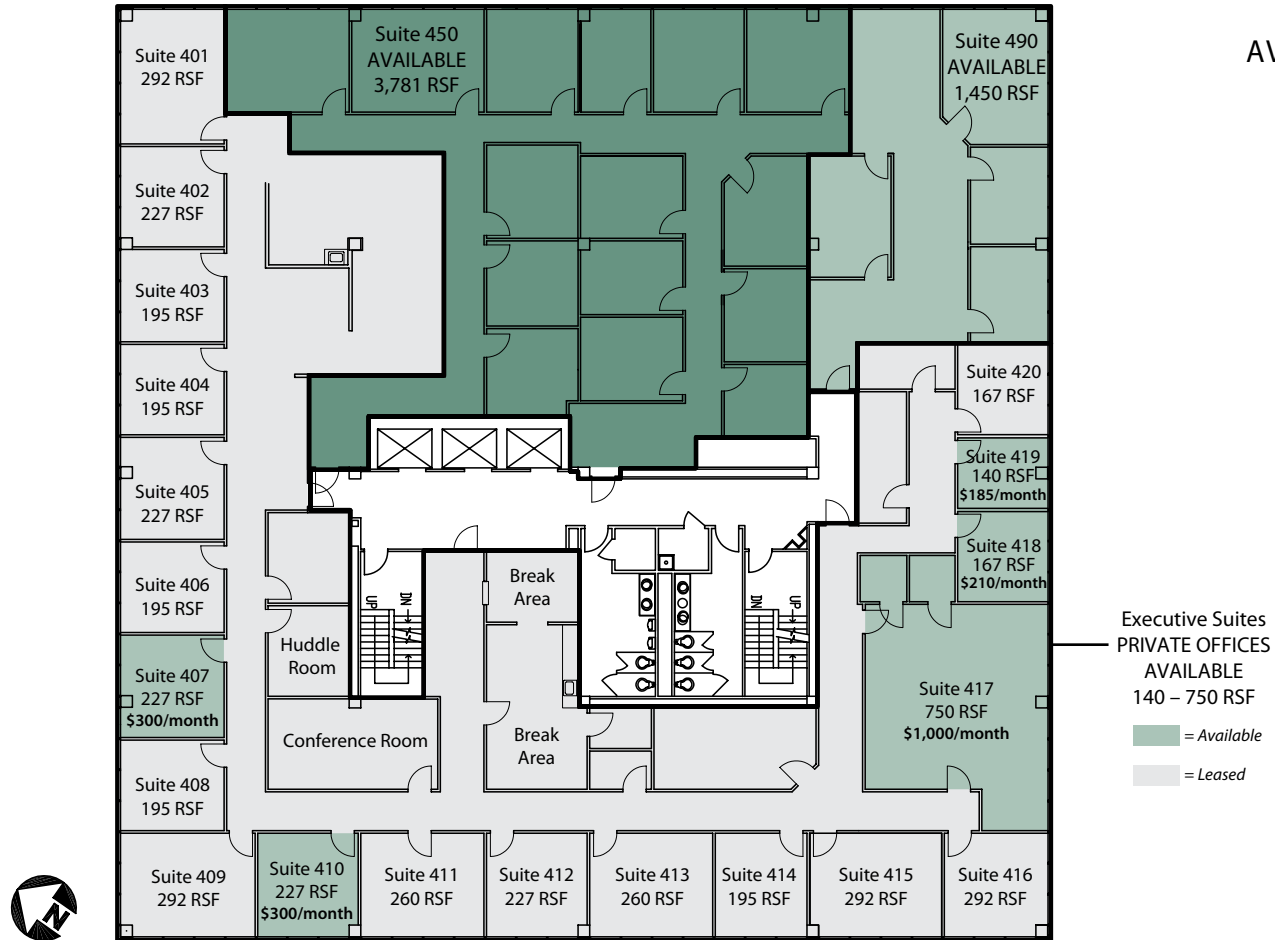 Suite 401
292 RSF
Suite 450
AVAILABLE
3,781 RSF
Suite 490
AVAILABLE
1,450 RSF
AV
Suite 402
227 RSF
Suite 403
195 RSF
Suite 404
195 RSF
Suite 420
167 RSF
Suite 405
227 RSF
Suite 419
140 RSF
$185/month
Suite 406
195 RSF
Suite 418
167 RSF
$210/month
Break
Area
UP
DN
DN
UP
Huddle
Room
Suite 407
227 RSF
$300/month
Executive Suites
PRIVATE OFFICES
AVAILABLE
140 – 750 RSF
= Available
= Leased
Suite 417
750 RSF
$1,000/month
Conference Room
Break
Area
Suite 408
195 RSF
Suite 409
292 RSF
Suite 410
227 RSF
$300/month
Suite 411
260 RSF
Suite 412
227 RSF
Suite 413
260 RSF
Suite 414
195 RSF
Suite 415
292 RSF
Suite 416
292 RSF
N